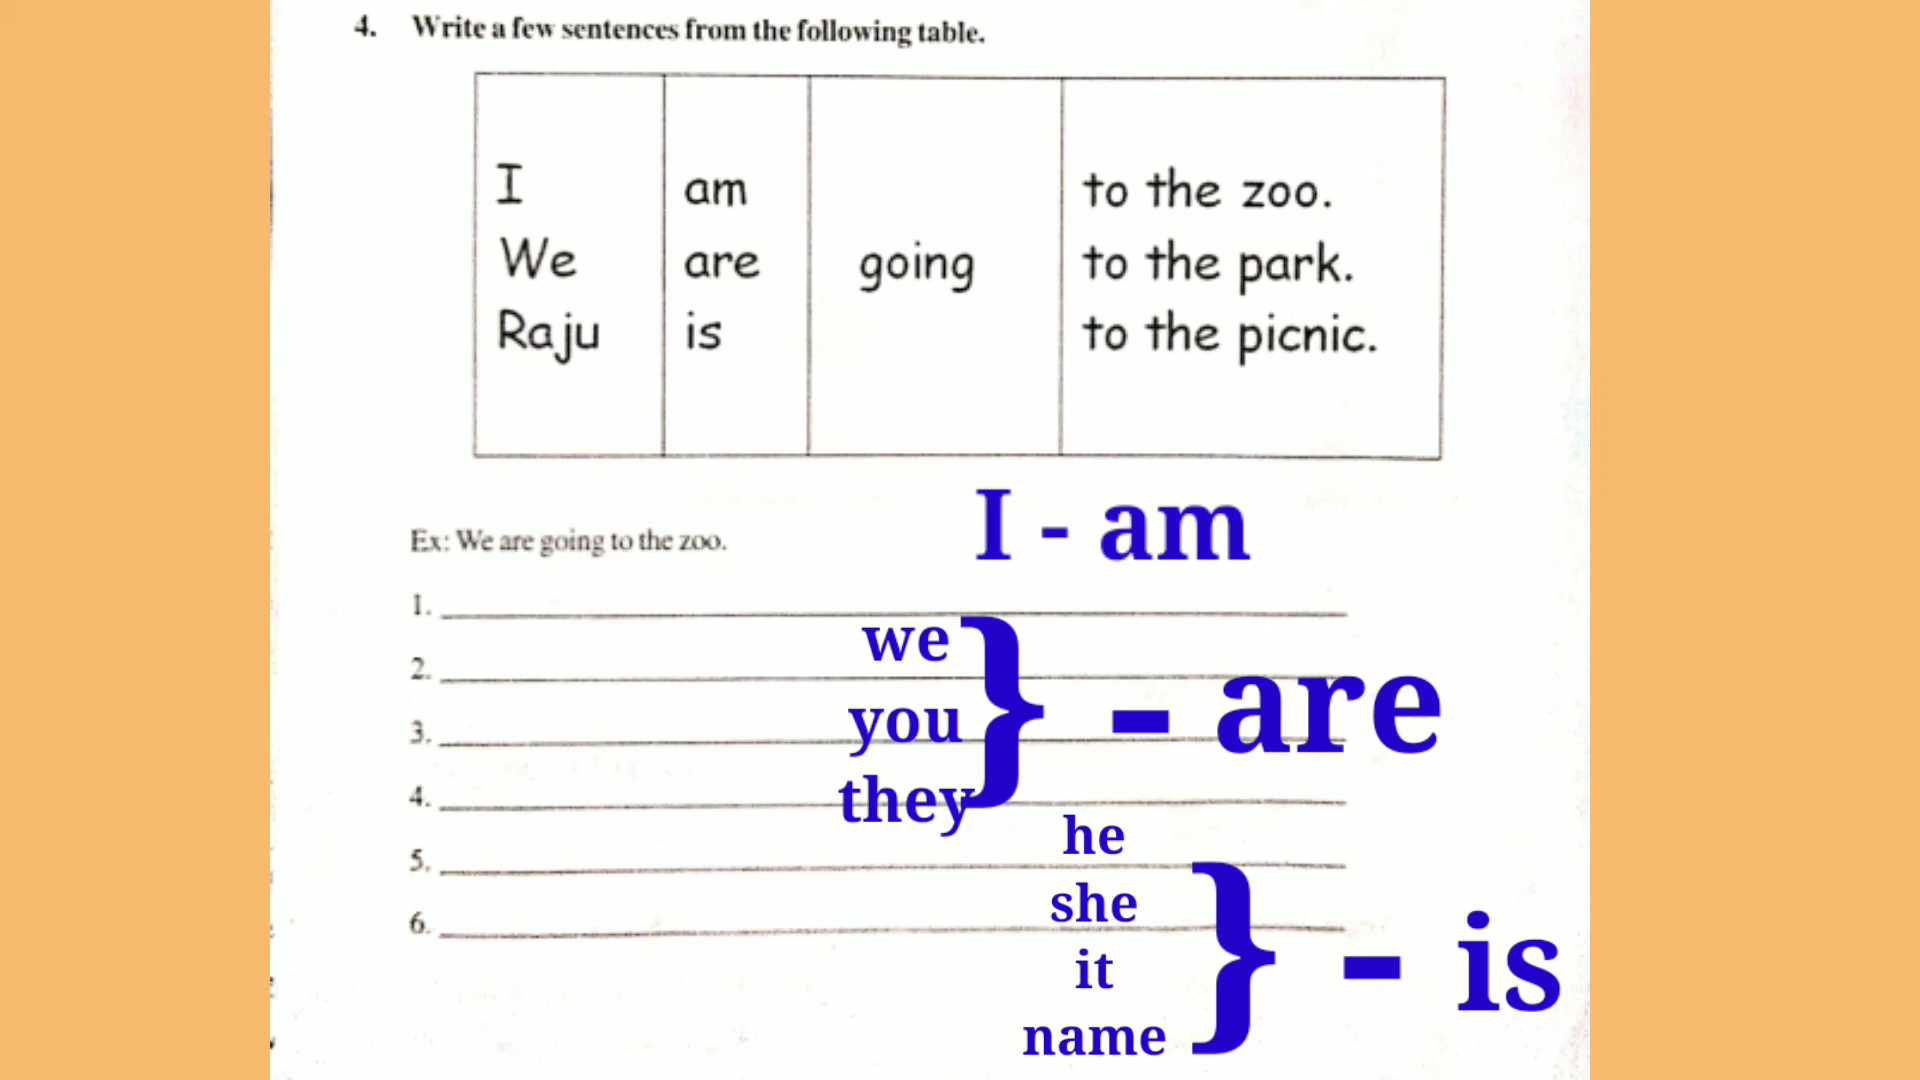 4. Write a few sentences from the following table.
I am to the zoo.
We are going to the park.
Raju is to the picnic.
Ex: We are going to the zoo.
I - am
1.
2.
3.
4.
5.
6.
we
you } - are
they
he
she
it } - is
name